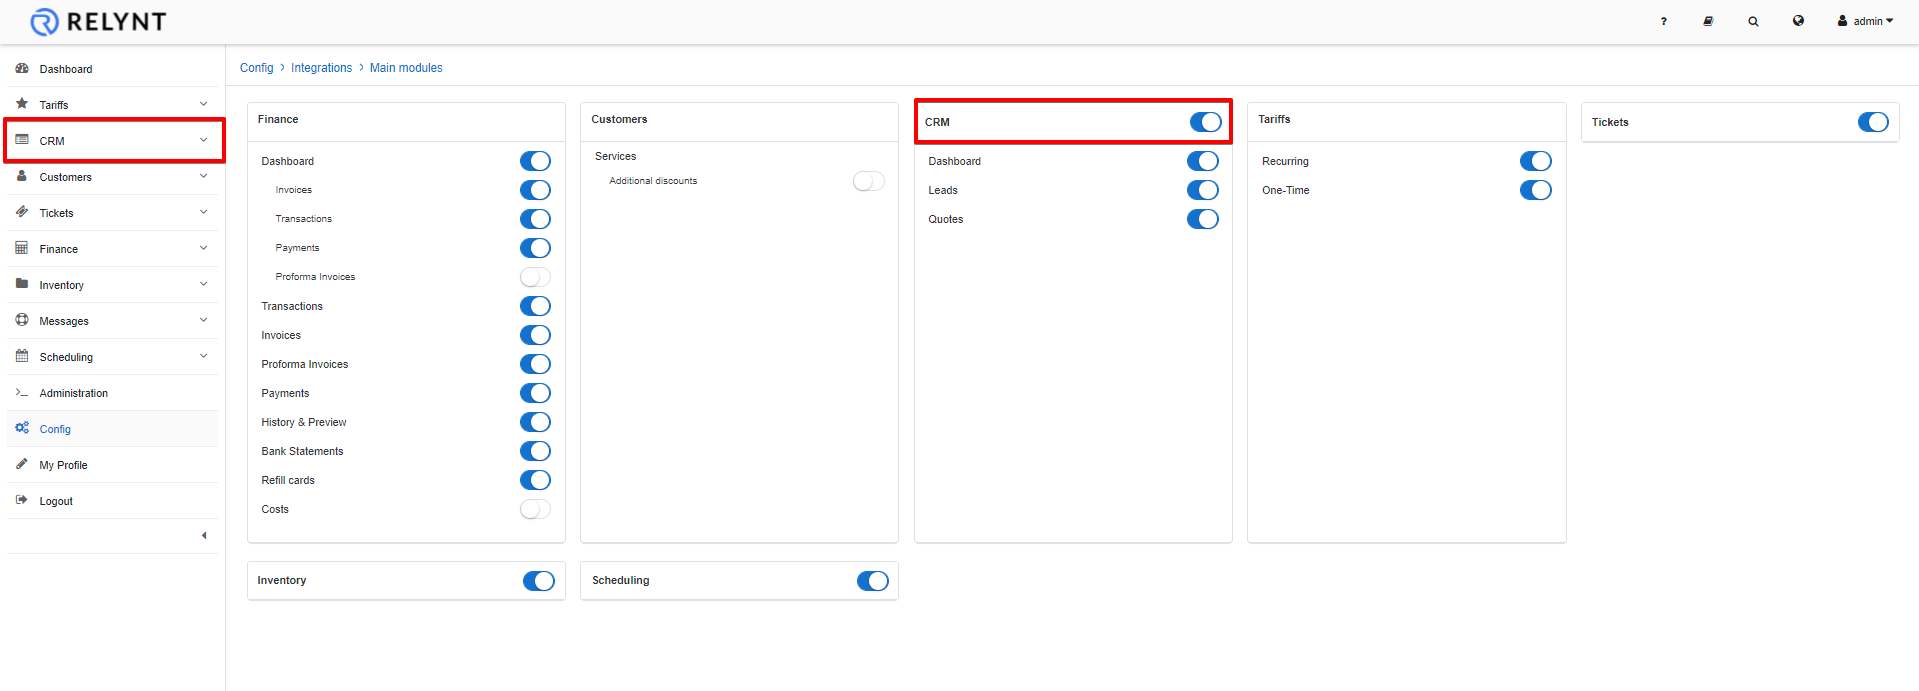 RELYNT
? admin
Dashboard
Tariffs
CRM
Customers
Tickets
Finance
Inventory
Messages
Scheduling
Administration
Config
My Profile
Logout
Config > Integrations > Main modules
Finance
Dashboard
Invoices
Transactions
Payments
Proforma Invoices
Transactions
Invoices
Proforma Invoices
Payments
History & Preview
Bank Statements
Refill cards
Costs
Customers
Services
Additional discounts
CRM
Dashboard
Leads
Quotes
Tariffs
Recurring
One-Time
Tickets
Inventory
Scheduling